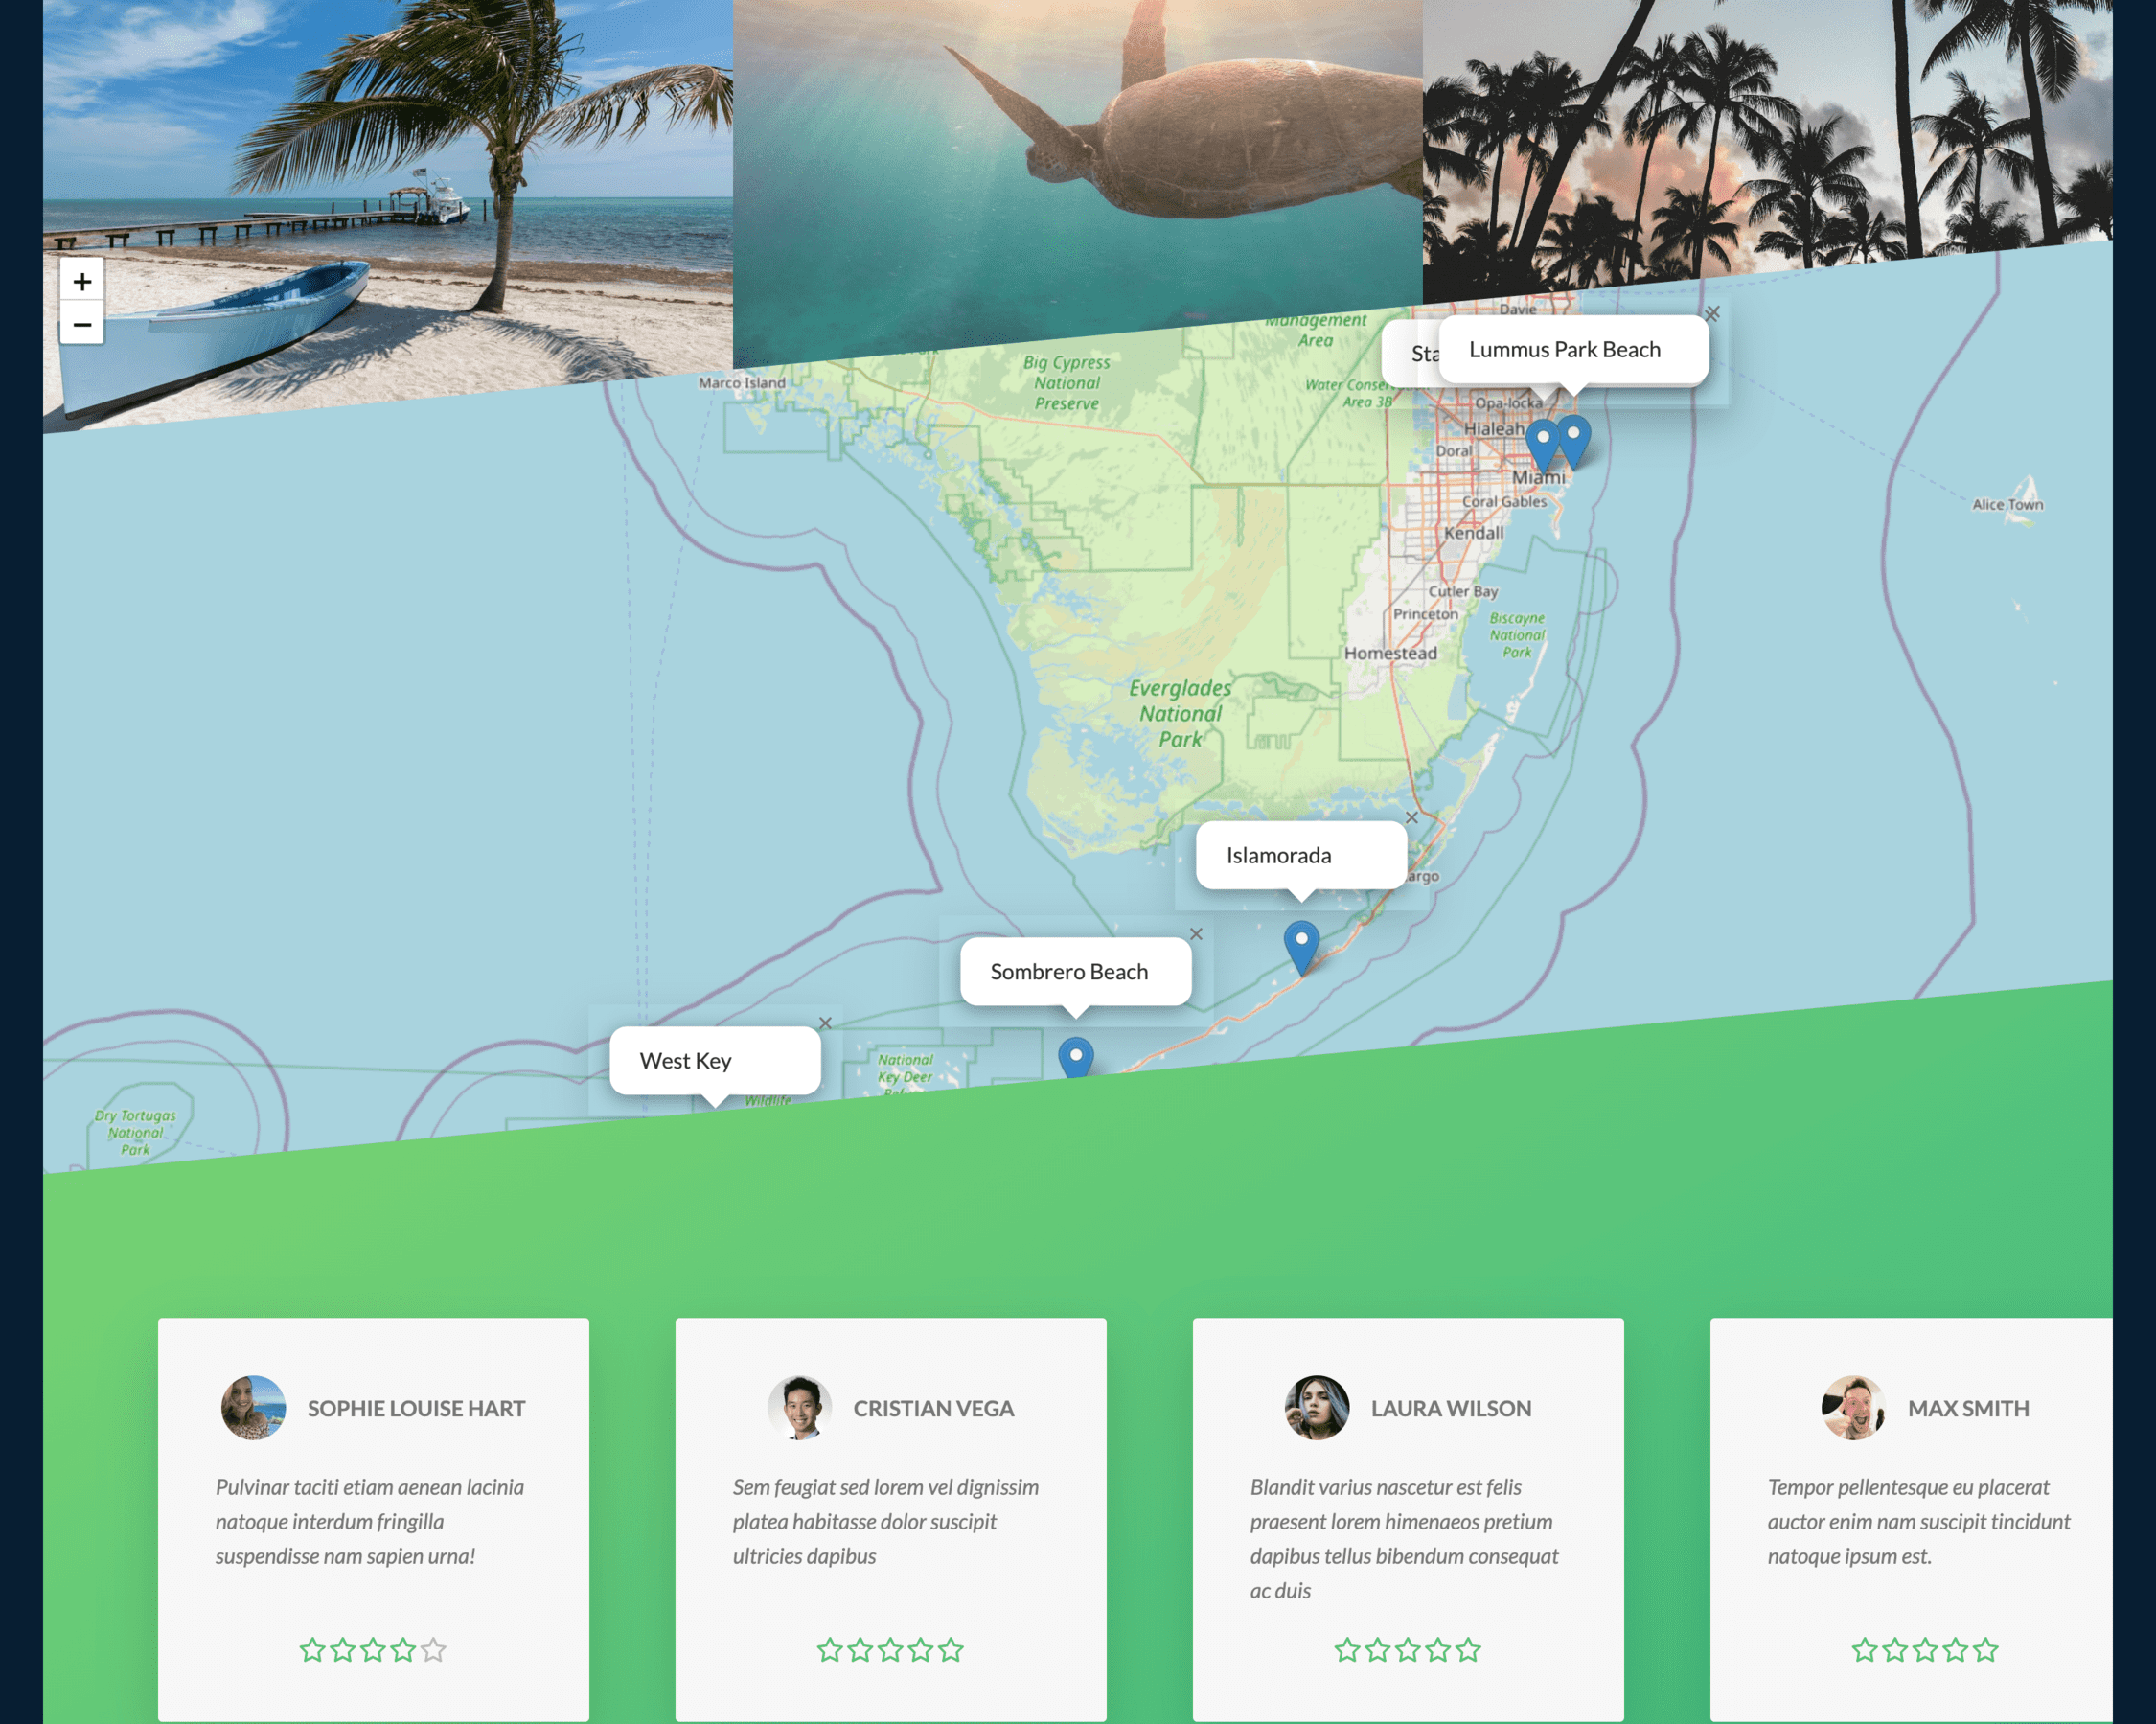 +
−
Davie
Management
Area
Big Cypress
National
Preserve
Marco Island
Sta
Lummus Park Beach
Area 3B
Opa-locka
Hialeah
Doral
Miami
Coral Gables
Alice Town
Kendall
Cutler Bay
Princeton
Biscayne
National
Park
Homestead
Everglades
National
Park
Islamorada
argo
Sombrero Beach
West Key
National
Key Deer
Wildlife
Dry Tortugas
National
Park
SOPHIE LOUISE HART
Pulvinar taciti etiam aenean lacinia
natoque interdum fringilla
suspendisse nam sapien urna!
CRISTIAN VEGA
Sem feugiat sed lorem vel dignissim
platea habitasse dolor suscipit
ultricies dapibus
LAURA WILSON
Blandit varius nascetur est felis
praesent lorem himenaeos pretium
dapibus tellus bibendum consequat
ac duis
MAX SMITH
Tempor pellentesque eu placerat
auctor enim nam suscipit tincidunt
natoque ipsum est.